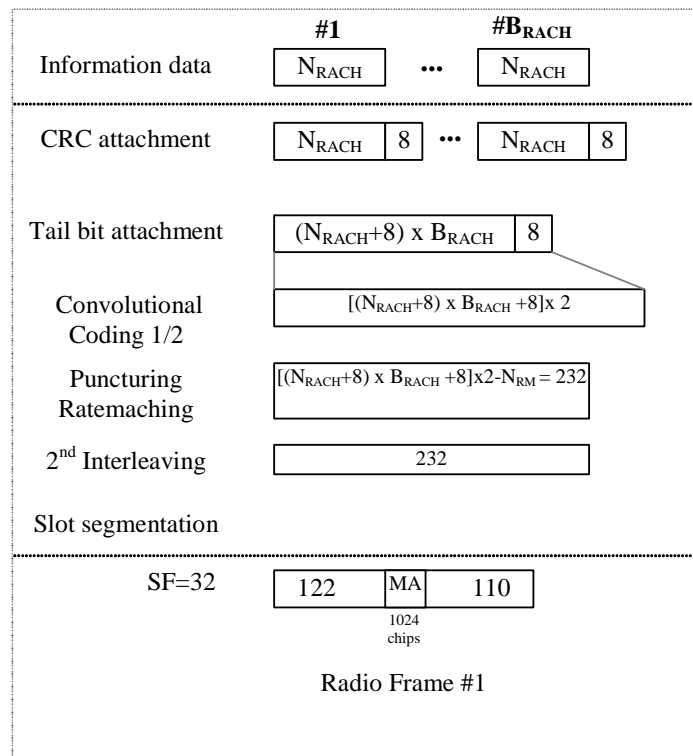 #1 #B_RACH
Information data N_RACH ••• N_RACH
CRC attachment N_RACH 8 ••• N_RACH 8
Tail bit attachment (N_RACH+8) x B_RACH 8
Convolutional
Coding 1/2
[(N_RACH+8) x B_RACH +8]x 2
Puncturing
Ratemaching
[(N_RACH+8) x B_RACH +8]x2-N_RM = 232
2nd Interleaving 232
Slot segmentation
SF=32 122 MA 110
1024
chips
Radio Frame #1